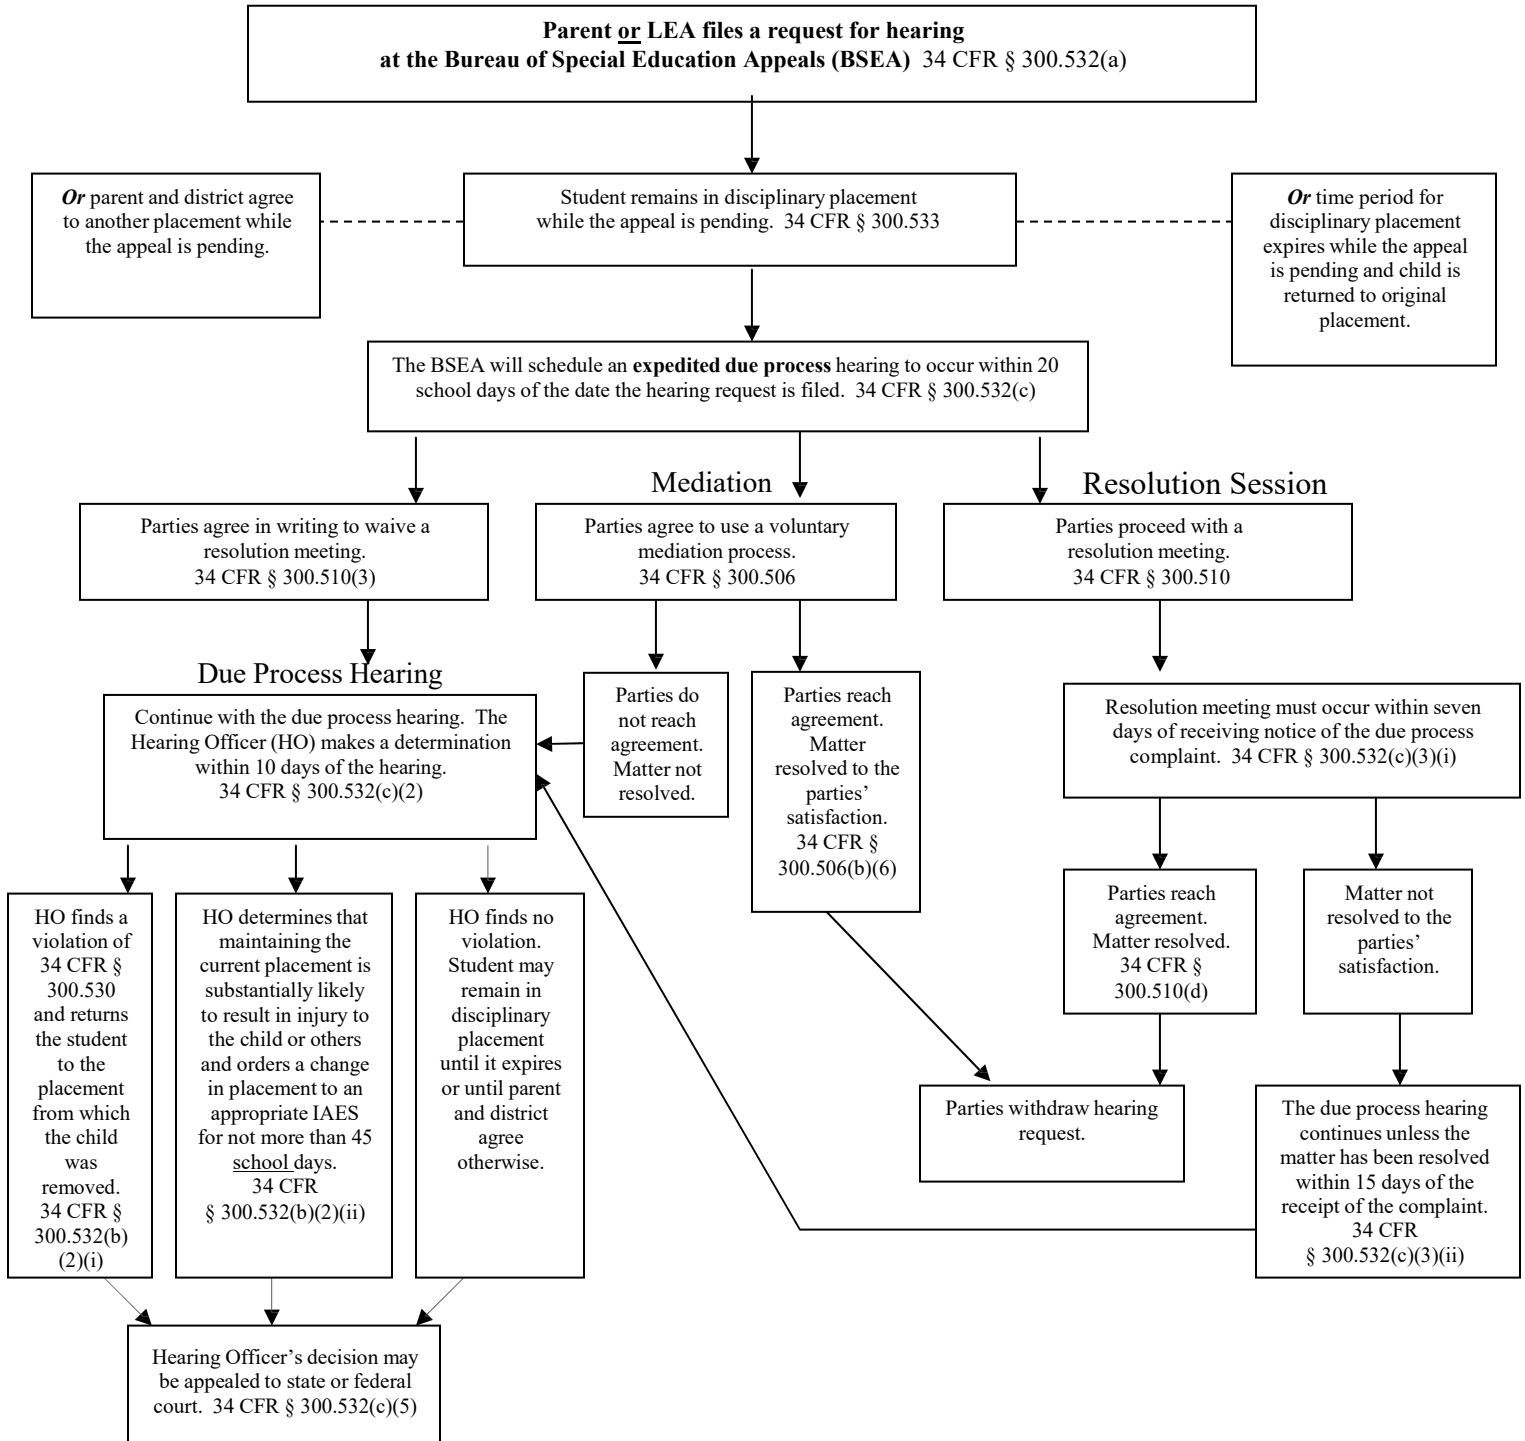 Parent or LEA files a request for hearing
at the Bureau of Special Education Appeals (BSEA) 34 CFR § 300.532(a)
Or parent and district agree
to another placement while
the appeal is pending.
Student remains in disciplinary placement
while the appeal is pending. 34 CFR § 300.533
Or time period for
disciplinary placement
expires while the appeal
is pending and child is
returned to original
placement.
The BSEA will schedule an expedited due process hearing to occur within 20
school days of the date the hearing request is filed. 34 CFR § 300.532(c)
Mediation
Resolution Session
Parties agree in writing to waive a
resolution meeting.
34 CFR § 300.510(3)
Parties agree to use a voluntary
mediation process.
34 CFR § 300.506
Parties proceed with a
resolution meeting.
34 CFR § 300.510
Due Process Hearing
Continue with the due process hearing. The
Hearing Officer (HO) makes a determination
within 10 days of the hearing.
34 CFR § 300.532(c)(2)
Parties do
not reach
agreement.
Matter not
resolved.
Parties reach
agreement.
Matter
resolved to the
parties’
satisfaction.
34 CFR §
300.506(b)(6)
Resolution meeting must occur within seven
days of receiving notice of the due process
complaint. 34 CFR § 300.532(c)(3)(i)
Parties reach
agreement.
Matter resolved.
34 CFR §
300.510(d)
Matter not
resolved to the
parties’
satisfaction.
HO finds a
violation of
34 CFR §
300.530
and returns
the student
to the
placement
from which
the child
was
removed.
34 CFR §
300.532(b)
(2)(i)
HO determines that
maintaining the
current placement is
substantially likely
to result in injury to
the child or others
and orders a change
in placement to an
appropriate IAES
for not more than 45
school days.
34 CFR
§ 300.532(b)(2)(ii)
HO finds no
violation.
Student may
remain in
disciplinary
placement
until it expires
or until parent
and district
agree
otherwise.
Parties withdraw hearing
request.
The due process hearing
continues unless the
matter has been resolved
within 15 days of the
receipt of the complaint.
34 CFR
§ 300.532(c)(3)(ii)
Hearing Officer’s decision may
be appealed to state or federal
court. 34 CFR § 300.532(c)(5)